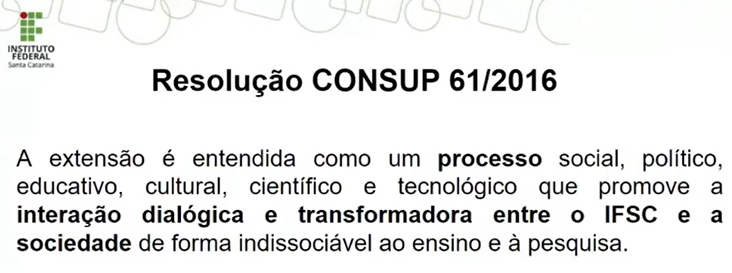 INSTITUTO
FEDERAL
Santa Catarina
Resolução CONSUP 61/2016
A extensão é entendida como um processo social, político,
educativo, cultural, científico e tecnológico que promove a
interação dialógica e transformadora entre o IFSC e a
sociedade de forma indissociável ao ensino e à pesquisa.